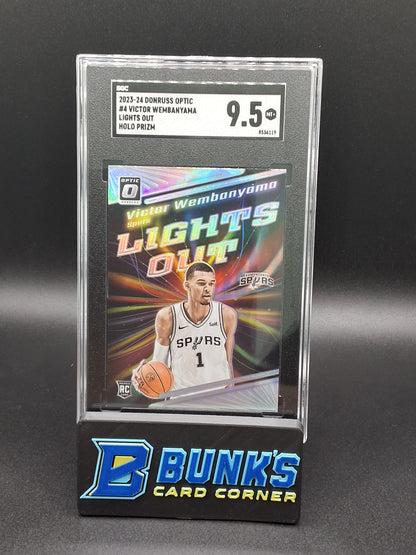 SGC
2023-24 DONRUSS OPTIC
#4 VICTOR WEMBANYAMA
LIGHTS OUT
HOLO PRIZM
9.5 MT+
8536119
OPTIC
Victor Wembanyama
Spurs
LIGHTS
OUT
SPURS
SPURS
1
RC
B BUNK'S
CARD CORNER